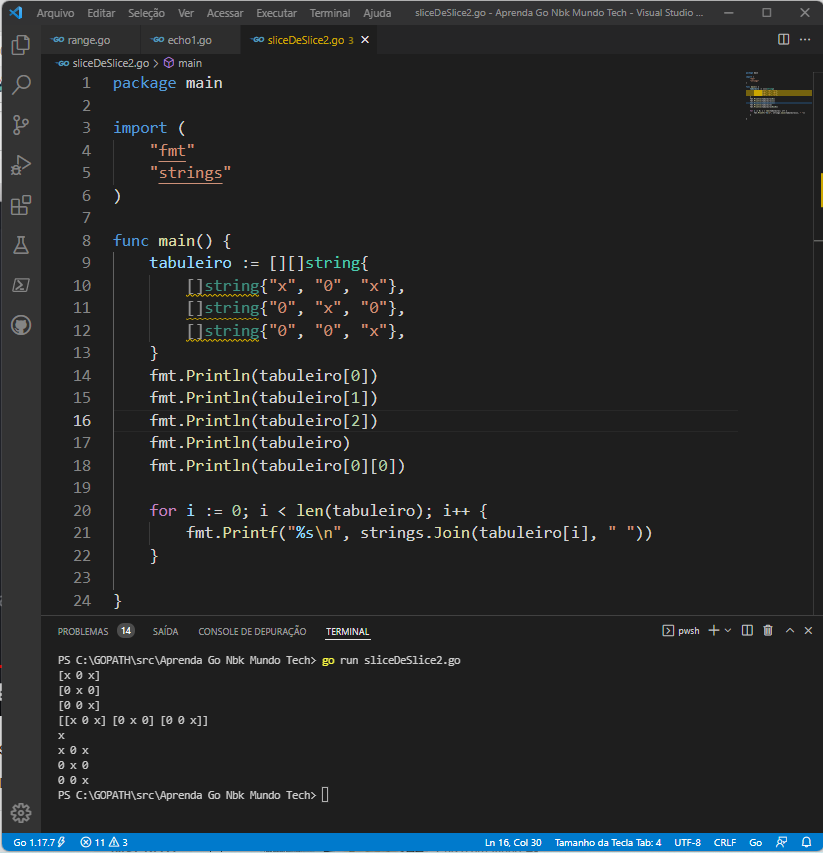 Arquivo Editar Seleção Ver Acessar Executar Terminal Ajuda sliceDeSlice2.go - Aprenda Go Nbk Mundo Tech - Visual Studio ...
range.go echo1.go sliceDeSlice2.go 3
sliceDeSlice2.go > main
1 package main
2
3 import (
4 "fmt"
5 "strings"
6 )
7
8 func main() {
9 tabuleiro := [][]string{
10 []string{"x", "0", "x"},
11 []string{"0", "x", "0"},
12 []string{"0", "0", "x"},
13 }
14 fmt.Println(tabuleiro[0])
15 fmt.Println(tabuleiro[1])
16 fmt.Println(tabuleiro[2])
17 fmt.Println(tabuleiro)
18 fmt.Println(tabuleiro[0][0])
19
20 for i := 0; i < len(tabuleiro); i++ {
21 fmt.Printf("%s\n", strings.Join(tabuleiro[i], " "))
22 }
23
24 }
PROBLEMAS 14 SAÍDA CONSOLE DE DEPURAÇÃO TERMINAL pwsh
PS C:\GOPATH\src\Aprenda Go Nbk Mundo Tech> go run sliceDeSlice2.go
[x 0 x]
[0 x 0]
[0 0 x]
[[x 0 x] [0 x 0] [0 0 x]]
x
x 0 x
0 x 0
0 0 x
PS C:\GOPATH\src\Aprenda Go Nbk Mundo Tech>
Go 1.17.7 11 3 Ln 16, Col 30 Tamanho da Tecla Tab: 4 UTF-8 CRLF Go